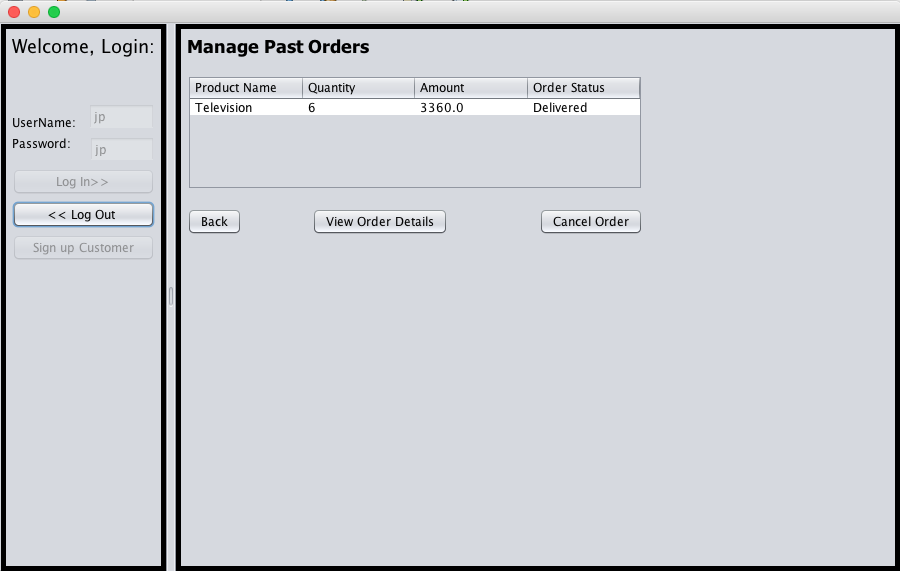 Welcome, Login:
UserName: jp
Password: jp
Log In>>
<< Log Out
Sign up Customer
Manage Past Orders
Product Name Quantity Amount Order Status
Television 6 3360.0 Delivered
Back View Order Details Cancel Order